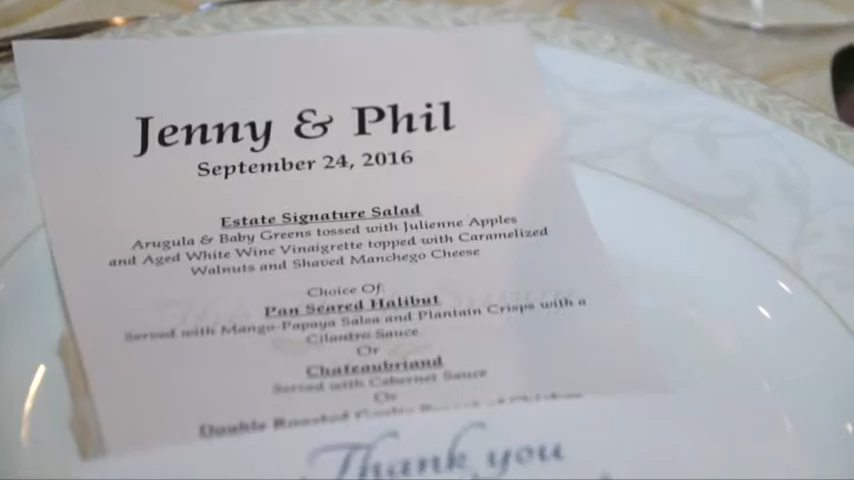 Jenny & Phil
September 24, 2016
Estate Signature Salad
Arugula & Baby Greens tossed with Julienne Apples
and Aged White Wine Vinaigrette topped with Caramelized
Walnuts and Shaved Manchego Cheese
Choice Of:
Pan Seared Halibut
Served with Mango-Papaya Salsa and Plantain Crisps with a
Cilantro Sauce
Or
Chateaubriand
Served with Cabernet Sauce
Or
Double Roasted
Thank you